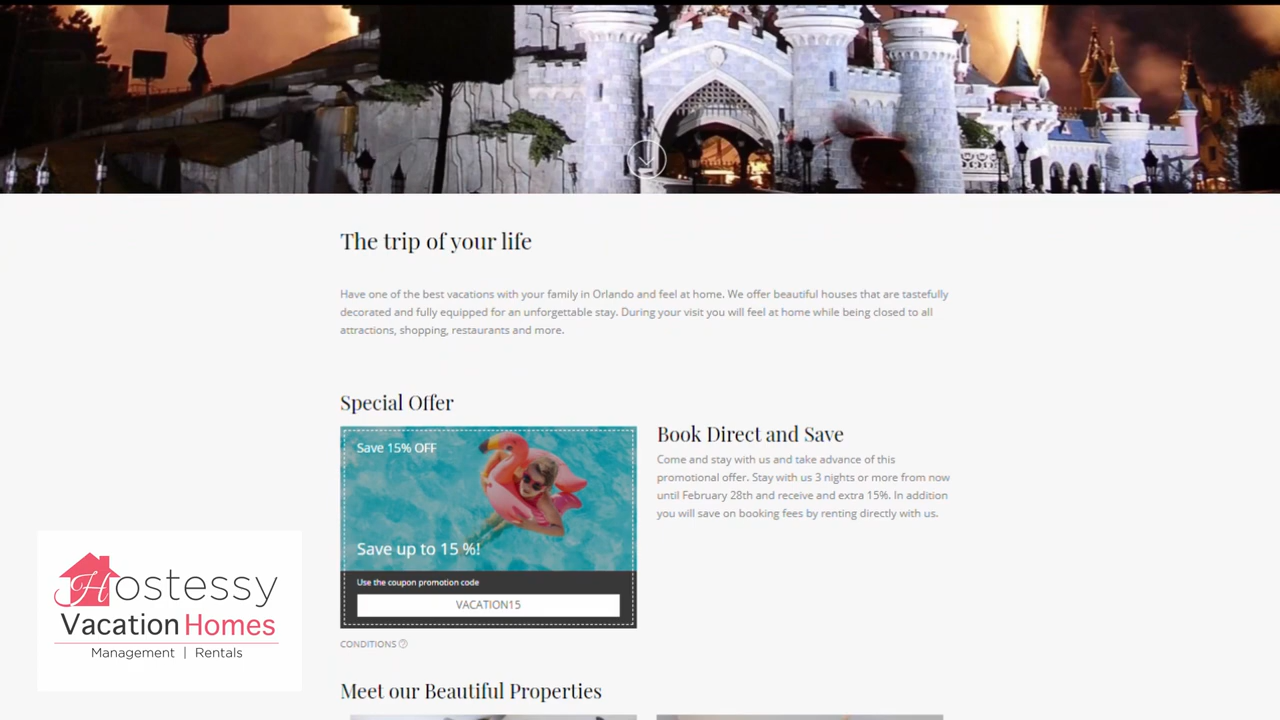 The trip of your life
Have one of the best vacations with your family in Orlando and feel at home. We offer beautiful houses that are tastefully
decorated and fully equipped for an unforgettable stay. During your visit you will feel at home while being closed to all
attractions, shopping, restaurants and more.
Special Offer
Save 15% OFF
Save up to 15 %!
Use the coupon promotion code
VACATION15
CONDITIONS
Book Direct and Save
Come and stay with us and take advance of this
promotional offer. Stay with us 3 nights or more from now
until February 28th and receive and extra 15%. In addition
you will save on booking fees by renting directly with us.
Hostessy
Vacation Homes
Management | Rentals
Meet our Beautiful Properties